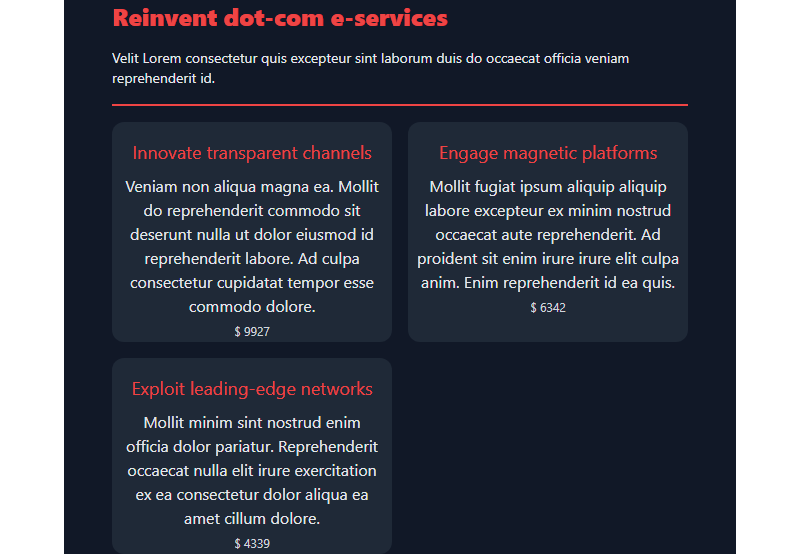 Reinvent dot-com e-services
Velit Lorem consectetur quis excepteur sint laborum duis do occaecat officia veniam
reprehenderit id.
Innovate transparent channels
Veniam non aliqua magna ea. Mollit
do reprehenderit commodo sit
deserunt nulla ut dolor eiusmod id
reprehenderit labore. Ad culpa
consectetur cupidatat tempor esse
commodo dolore.
$ 9927
Engage magnetic platforms
Mollit fugiat ipsum aliquip aliquip
labore excepteur ex minim nostrud
occaecat aute reprehenderit. Ad
proident sit enim irure irure elit culpa
anim. Enim reprehenderit id ea quis.
$ 6342
Exploit leading-edge networks
Mollit minim sint nostrud enim
officia dolor pariatur. Reprehenderit
occaecat nulla elit irure exercitation
ex ea consectetur dolor aliqua ea
amet cillum dolore.
$ 4339